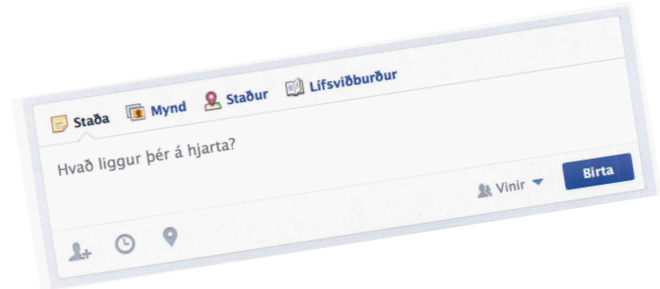 Staða Mynd Staður Lífsviðburður
Hvað liggur þér á hjarta?
Vinir Birta